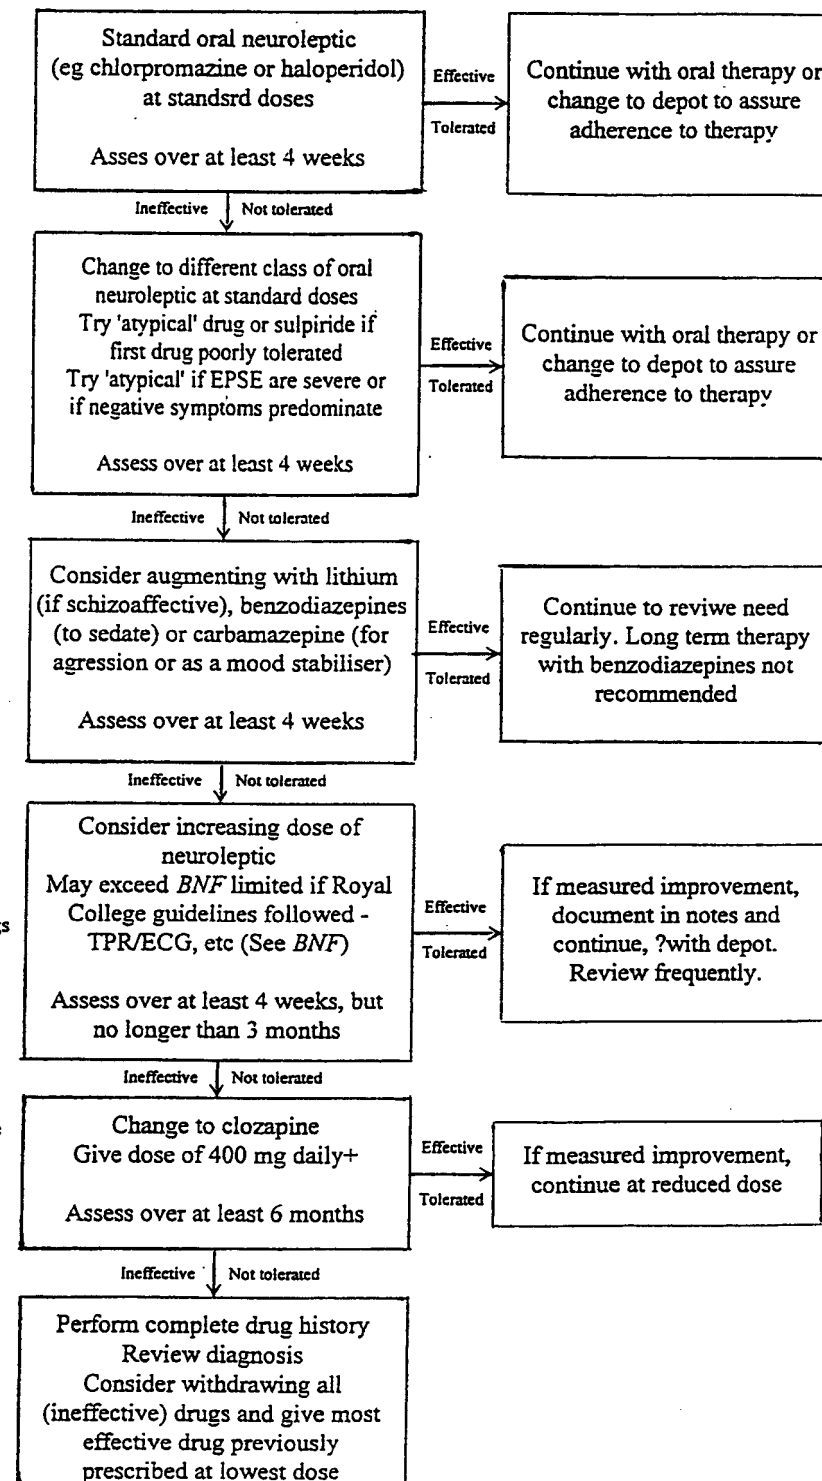 Standard oral neuroleptic
(eg chlorpromazine or haloperidol)
at standsrd doses
Asses over at least 4 weeks
Effective
Tolerated
Continue with oral therapy or
change to depot to assure
adherence to therapy
Ineffective Not tolerated
Change to different class of oral
neuroleptic at standard doses
Try 'atypical' drug or sulpiride if
first drug poorly tolerated
Try 'atypical' if EPSE are severe or
if negative symptoms predominate
Assess over at least 4 weeks
Effective
Tolerated
Continue with oral therapy or
change to depot to assure
adherence to therapy
Ineffective Not tolerated
Consider augmenting with lithium
(if schizoaffective), benzodiazepines
(to sedate) or carbamazepine (for
agression or as a mood stabiliser)
Assess over at least 4 weeks
Effective
Tolerated
Continue to reviwe need
regularly. Long term therapy
with benzodiazepines not
recommended
Ineffective Not tolerated
Consider increasing dose of
neuroleptic
May exceed BNF limited if Royal
College guidelines followed -
TPR/ECG, etc (See BNF)
Assess over at least 4 weeks, but
no longer than 3 months
Effective
Tolerated
If measured improvement,
document in notes and
continue, ?with depot.
Review frequently.
Ineffective Not tolerated
Change to clozapine
Give dose of 400 mg daily+
Assess over at least 6 months
Effective
Tolerated
If measured improvement,
continue at reduced dose
Ineffective Not tolerated
Perform complete drug history
Review diagnosis
Consider withdrawing all
(ineffective) drugs and give most
effective drug previously
prescribed at lowest dose